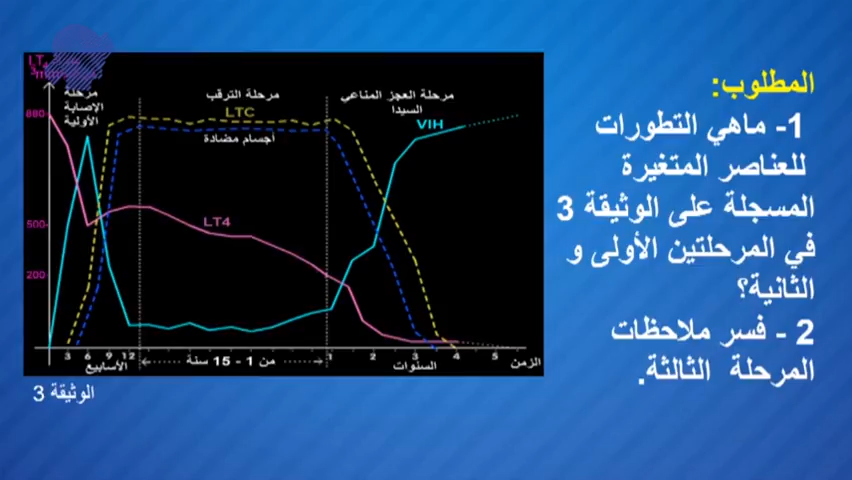 المطلوب:
1- ماهي التطورات
للعناصر المتغيرة
المسجلة على الوثيقة 3
في المرحلتين الأولى و
الثانية؟
2 - فسر ملاحظات
المرحلة الثالثة.
مرحلة
الإصابة
الأولية
مرحلة الترقب
مرحلة العجز المناعي
السيدا
LTC
أجسام مضادة
VIH
LT4
500
200
3 6 9 12
الأسابيع
من 1 - 15 سنة
1 2 3 4 5
السنوات
الزمن
الوثيقة 3